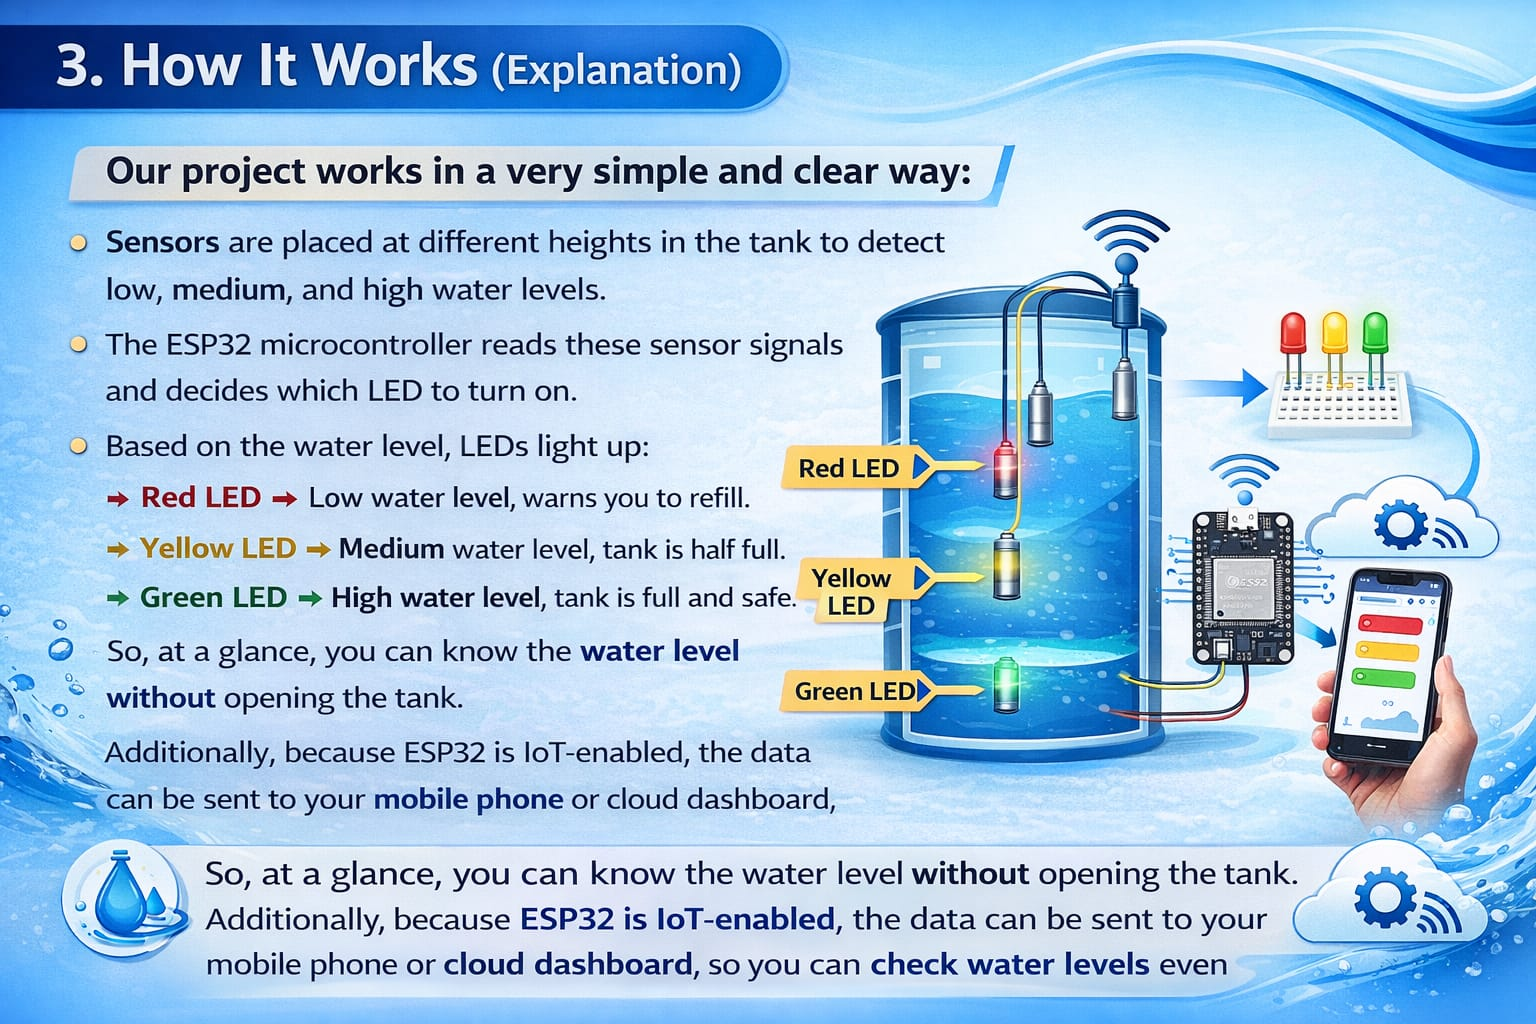 3. How It Works (Explanation)
Our project works in a very simple and clear way:
Sensors are placed at different heights in the tank to detect
low, medium, and high water levels.
The ESP32 microcontroller reads these sensor signals
and decides which LED to turn on.
Based on the water level, LEDs light up:
➔ Red LED ➔ Low water level, warns you to refill.
➔ Yellow LED ➔ Medium water level, tank is half full.
➔ Green LED ➔ High water level, tank is full and safe.
So, at a glance, you can know the water level
without opening the tank.
Additionally, because ESP32 is IoT-enabled, the data
can be sent to your mobile phone or cloud dashboard,
Red LED
Yellow
LED
Green LED
So, at a glance, you can know the water level without opening the tank.
Additionally, because ESP32 is IoT-enabled, the data can be sent to your
mobile phone or cloud dashboard, so you can check water levels even